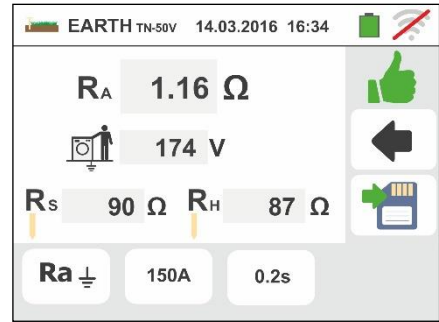 EARTH TN-50V 14.03.2016 16:34
RA 1.16 Ω
174 V
RS 90 Ω RH 87 Ω
Ra 150A 0.2s